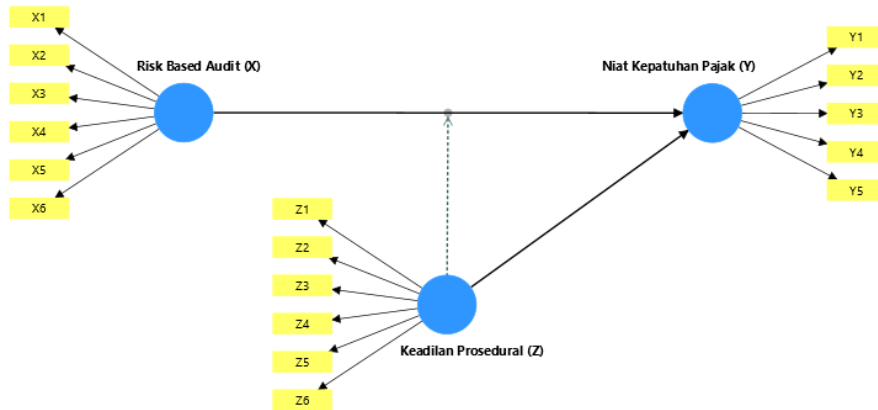 X1
X2
X3
X4
X5
X6
Risk Based Audit (X)
Niat Kepatuhan Pajak (Y)
Y1
Y2
Y3
Y4
Y5
Z1
Z2
Z3
Z4
Z5
Z6
Keadilan Prosedural (Z)